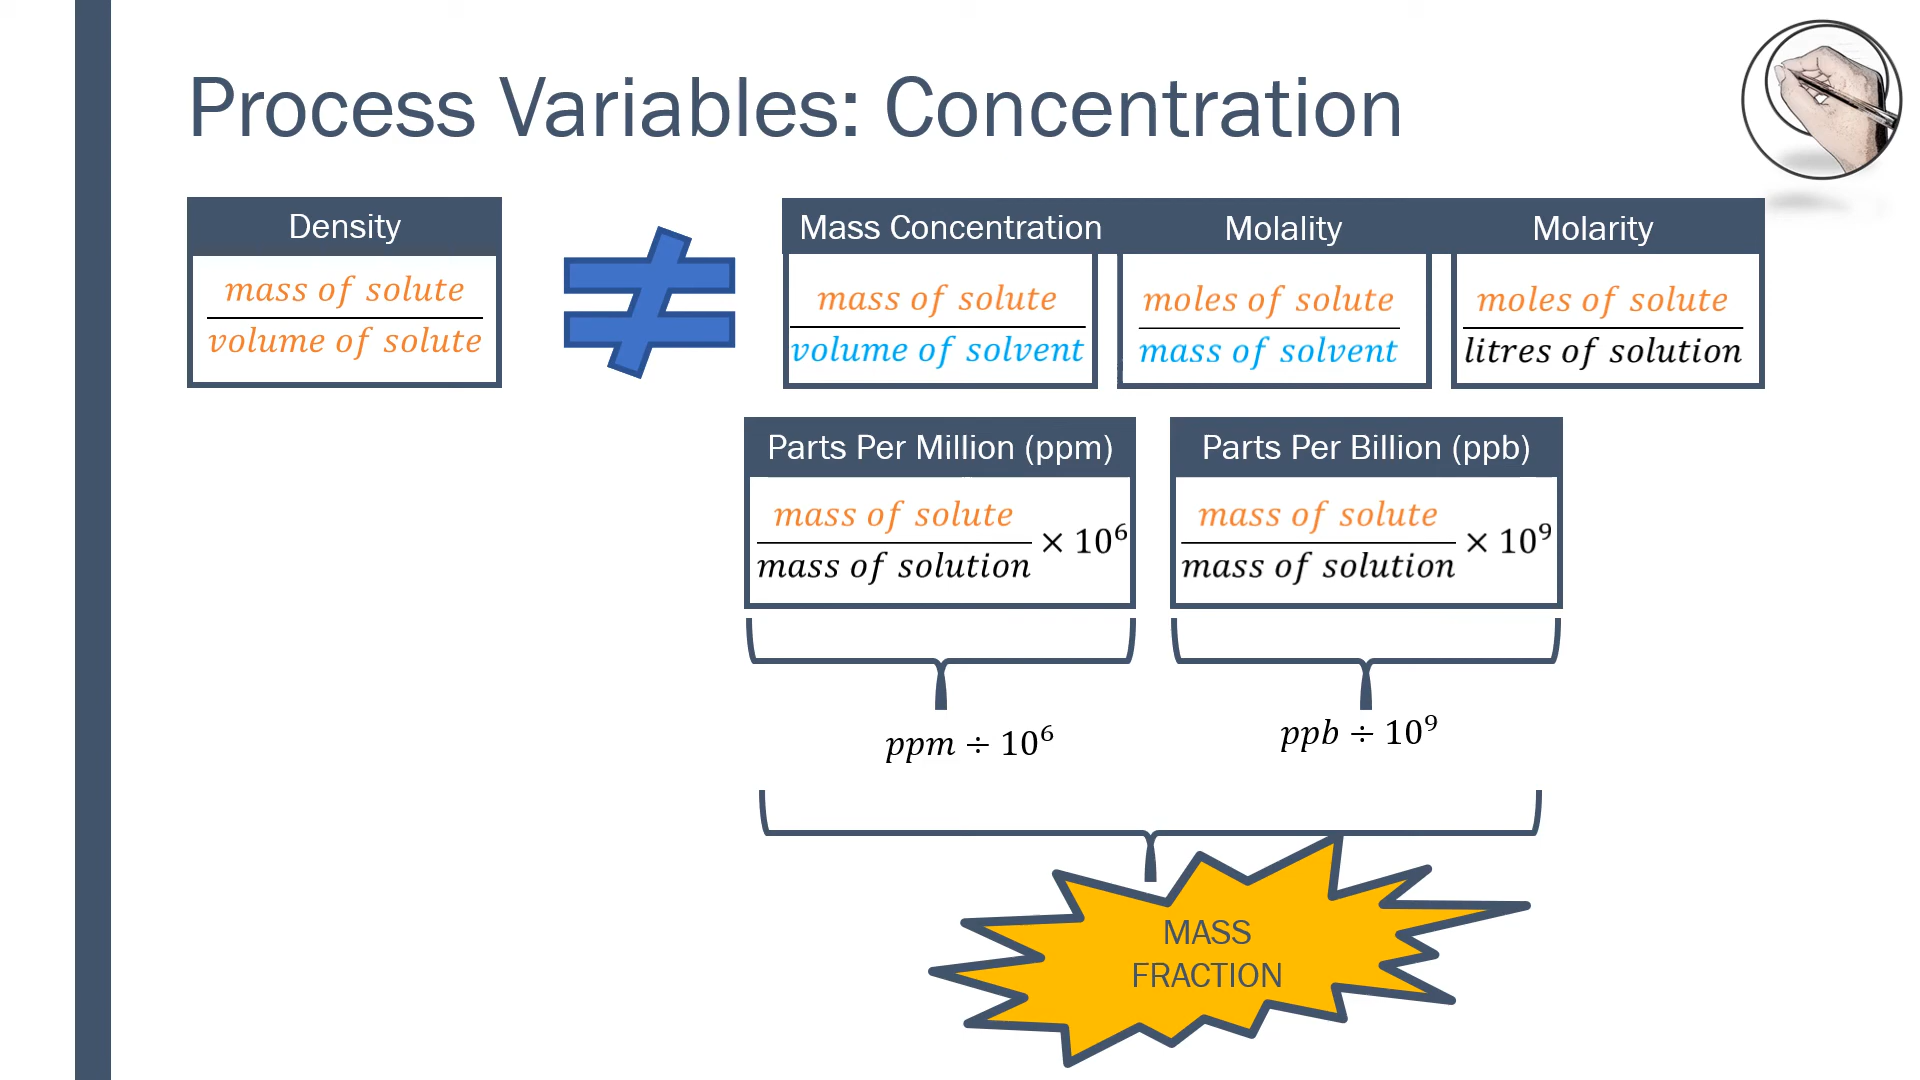 Process Variables: Concentration
Density
mass of solute
volume of solute
≠
Mass Concentration
mass of solute
volume of solvent
Molality
moles of solute
mass of solvent
Molarity
moles of solute
litres of solution
Parts Per Million (ppm)
mass of solute
mass of solution
× 10⁶
Parts Per Billion (ppb)
mass of solute
mass of solution
× 10⁹
ppm ÷ 10⁶
ppb ÷ 10⁹
MASS
FRACTION